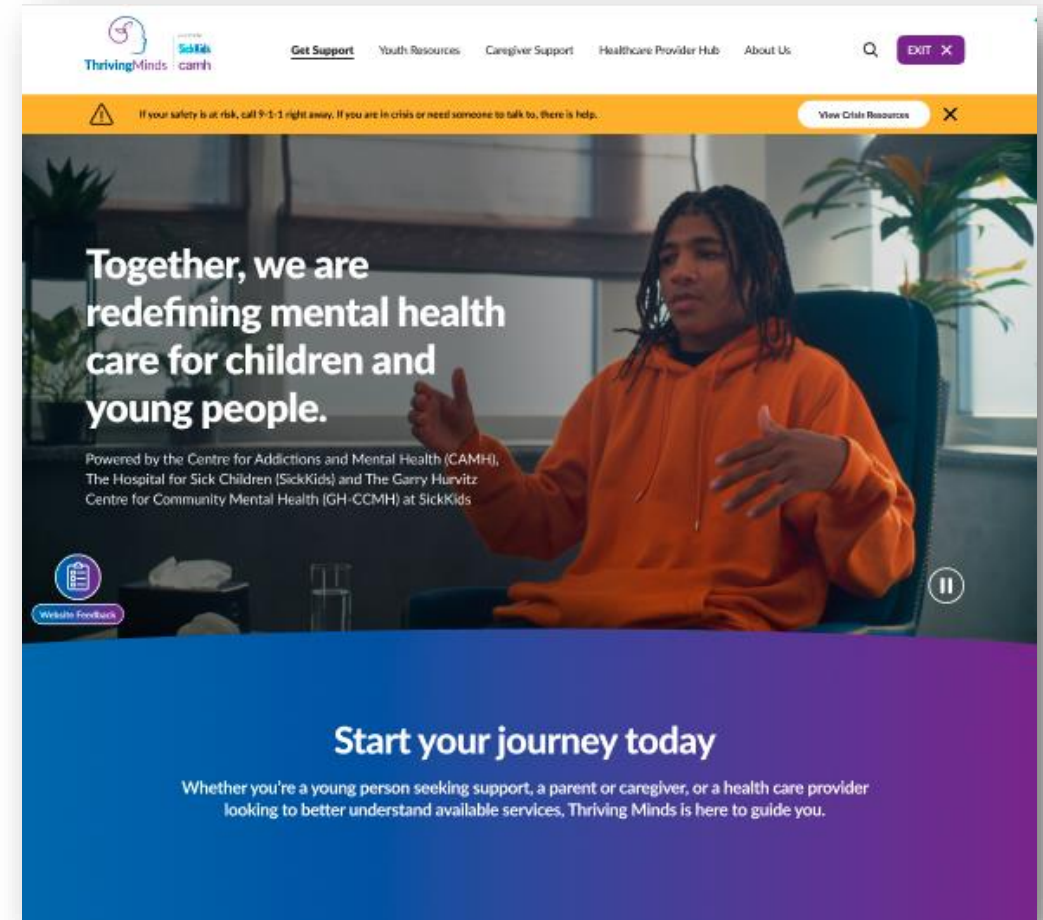 SickKids
ThrivingMinds camh
Get Support Youth Resources Caregiver Support Healthcare Provider Hub About Us EXIT X
If your safety is at risk, call 9-1-1 right away. If you are in crisis or need someone to talk to, there is help. View Crisis Resources
Together, we are
redefining mental health
care for children and
young people.
Powered by the Centre for Addictions and Mental Health (CAMH),
The Hospital for Sick Children (SickKids) and The Garry Hurvitz
Centre for Community Mental Health (GH-CCMH) at SickKids
Website Feedback
Start your journey today
Whether you're a young person seeking support, a parent or caregiver, or a health care provider
looking to better understand available services, Thriving Minds is here to guide you.